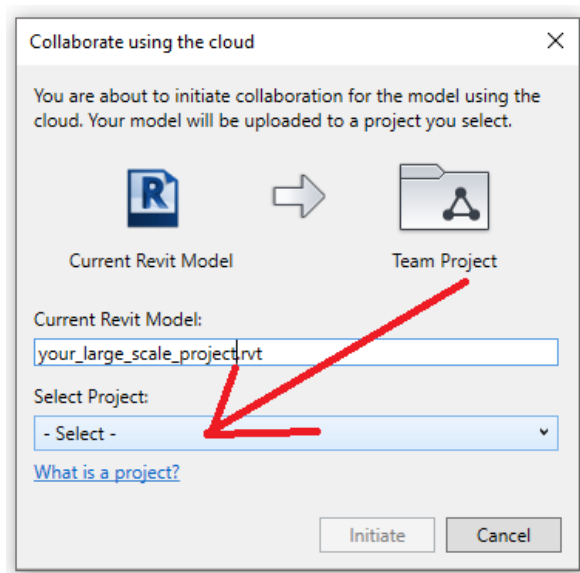 Collaborate using the cloud
You are about to initiate collaboration for the model using the
cloud. Your model will be uploaded to a project you select.
R
Current Revit Model
Team Project
Current Revit Model:
your_large_scale_project.rvt
Select Project:
- Select -
What is a project?
Initiate
Cancel